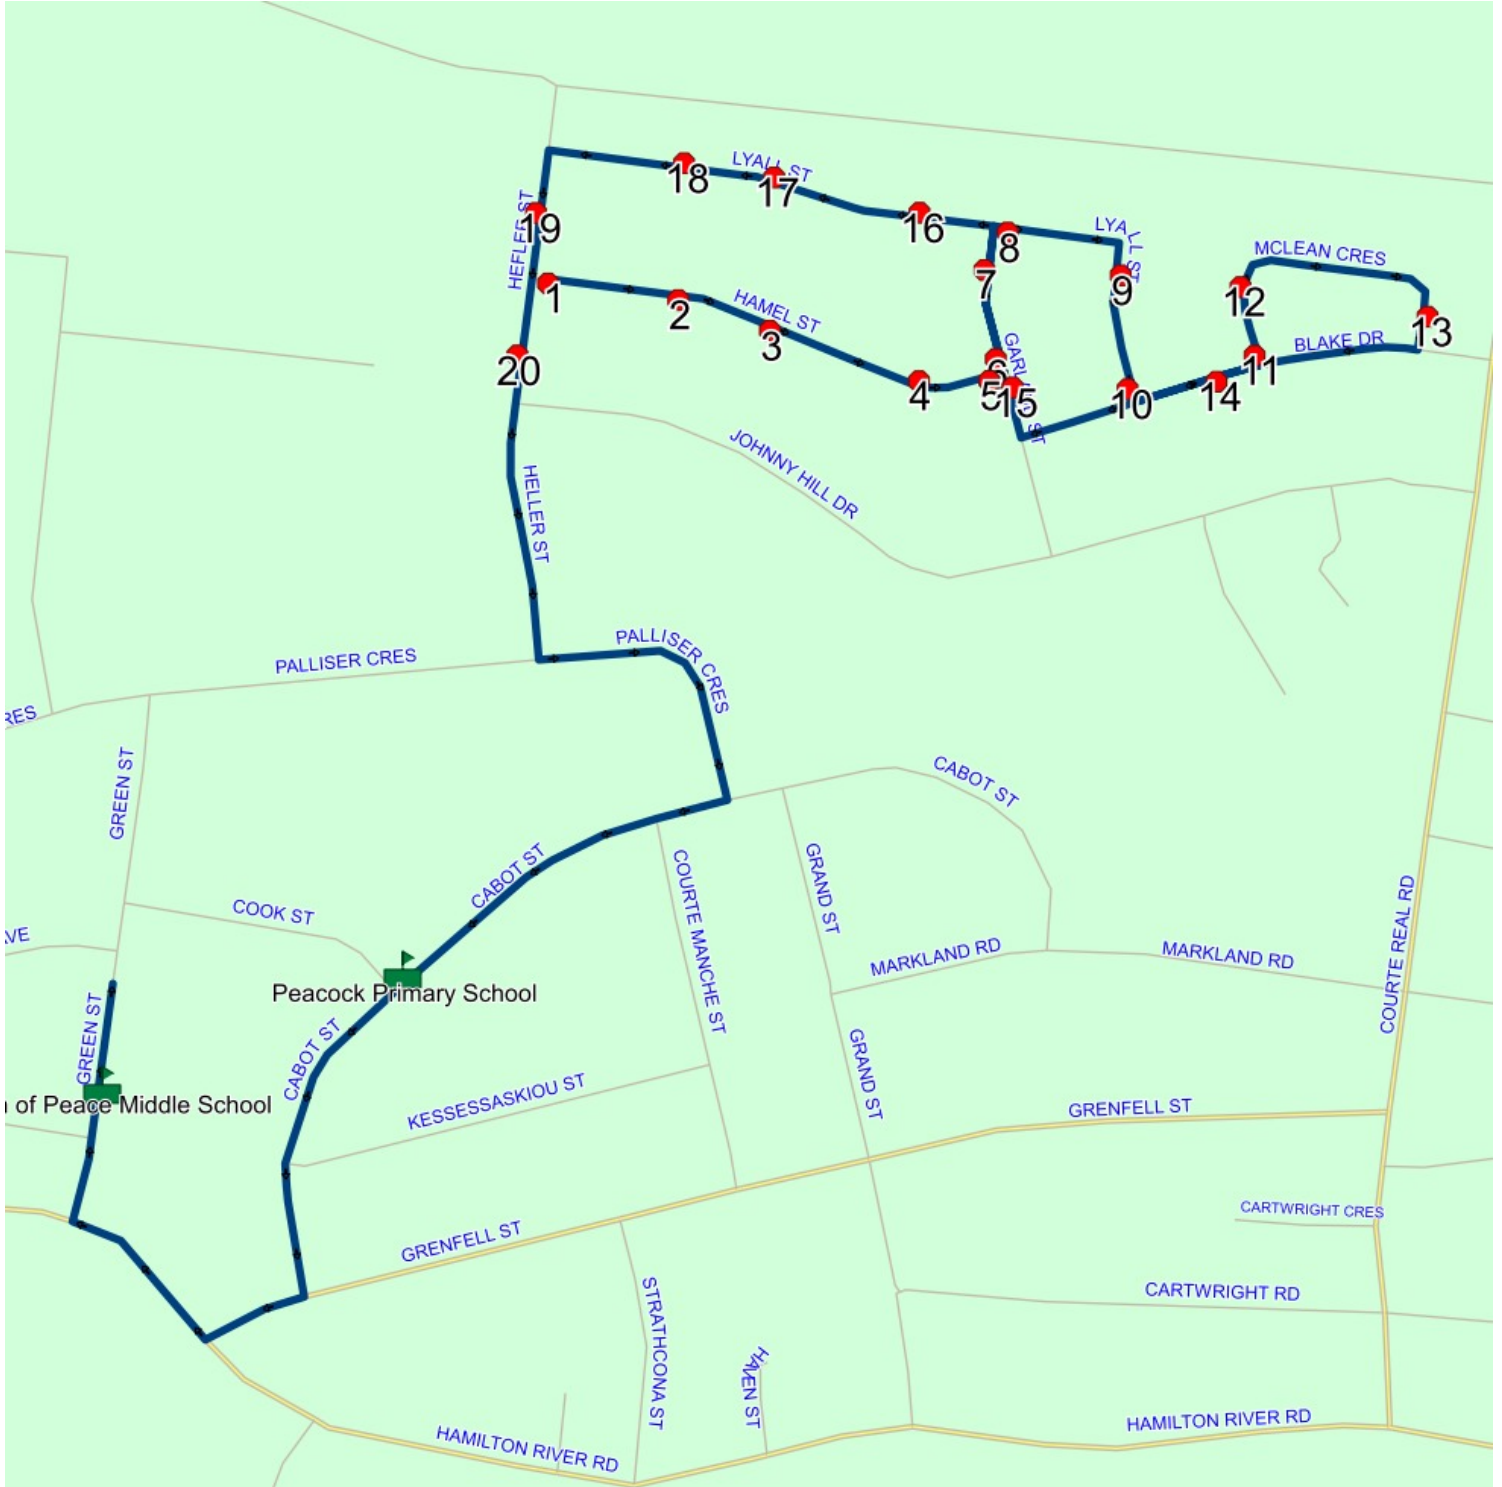 LYALL ST
18
17
HEFLER ST
19
16
8
LYALL ST
MCLEAN CRES
7
9
12
1
2
HAMEL ST
3
13
BLAKE DR
GARLAND ST
20
4
5
6
15
10
14
11
JOHNNY HILL DR
HELLER ST
PALLISER CRES
PALLISER CRES
RES
GREEN ST
CABOT ST
CABOT ST
GRAND ST
COURTE MANCHE ST
COURTE REAL RD
COOK ST
AVE
MARKLAND RD
MARKLAND RD
Peacock Primary School
GREEN ST
CABOT ST
GRAND ST
KESSESSASKIOU ST
of Peace Middle School
GRENFELL ST
GRENFELL ST
CARTWRIGHT CRES
CARTWRIGHT RD
STRATHCONA ST
HAVEN ST
HAMILTON RIVER RD
HAMILTON RIVER RD